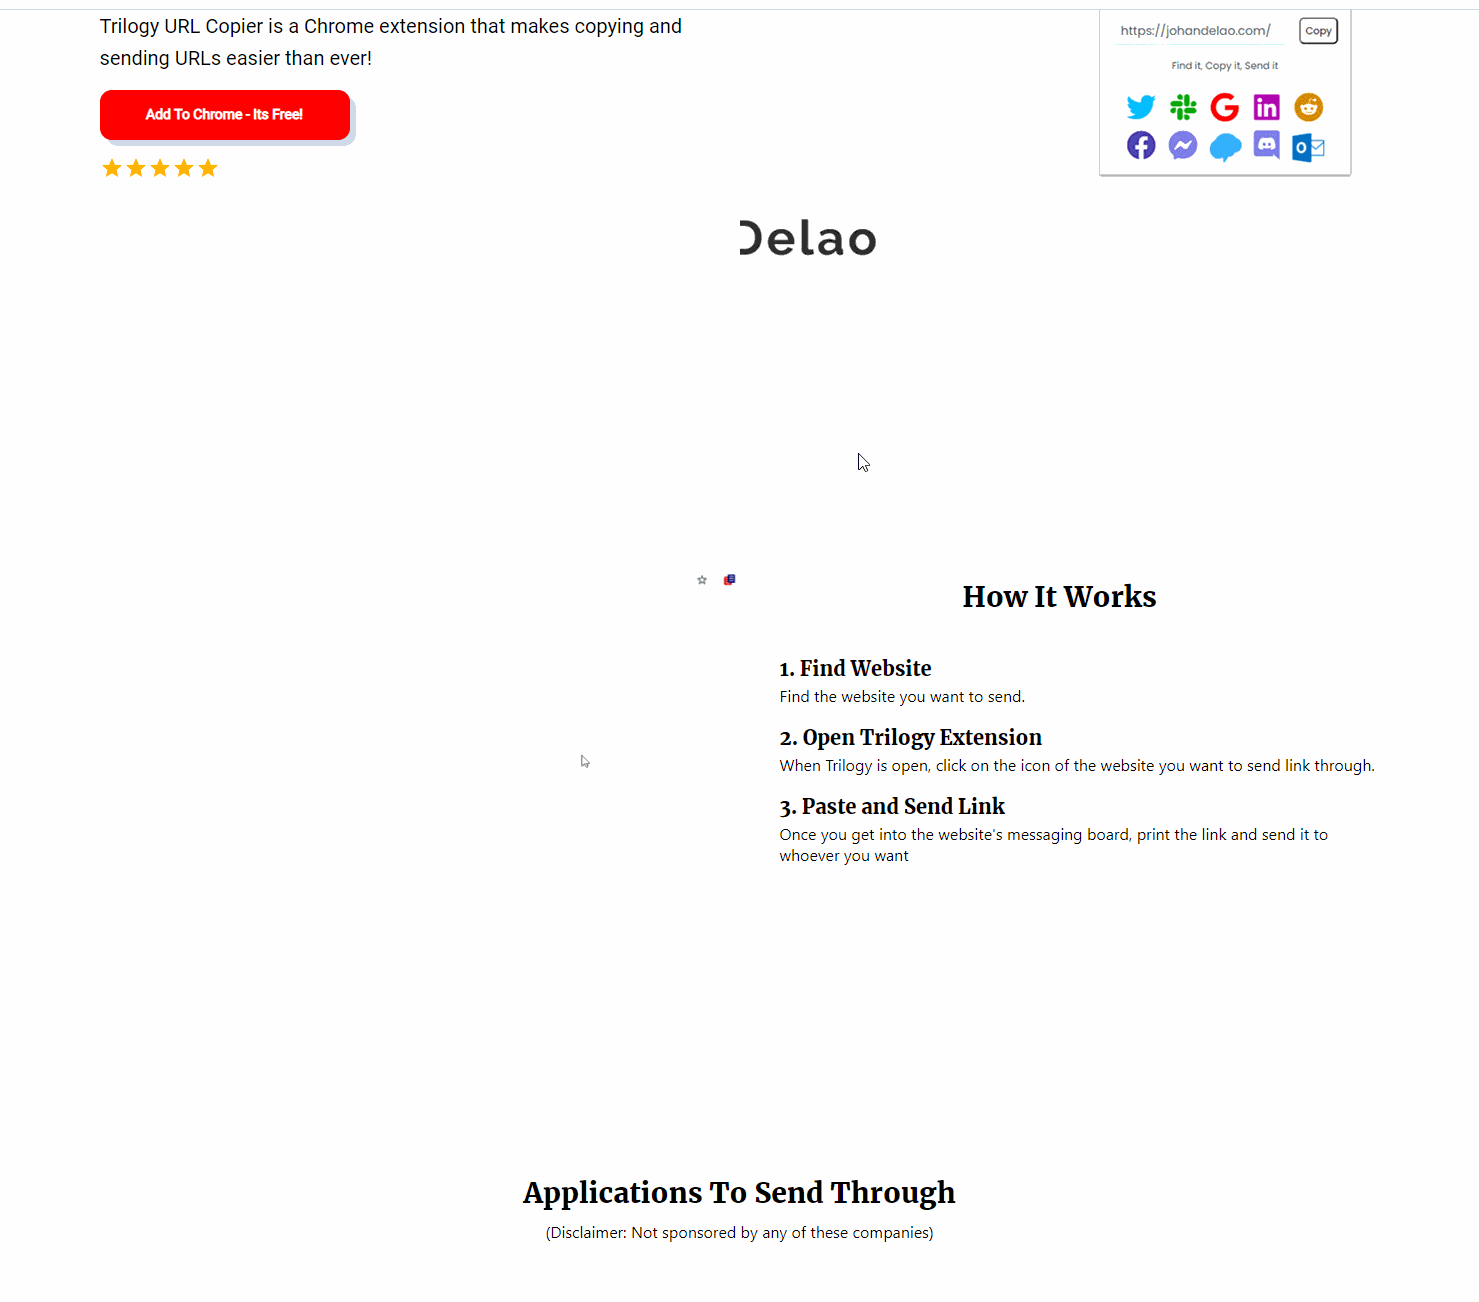 Trilogy URL Copier is a Chrome extension that makes copying and
sending URLs easier than ever!
Add To Chrome - Its Free!
https://johandelao.com/
Copy
Find it, Copy it, Send it
Delao
How It Works
1. Find Website
Find the website you want to send.
2. Open Trilogy Extension
When Trilogy is open, click on the icon of the website you want to send link through.
3. Paste and Send Link
Once you get into the website's messaging board, print the link and send it to
whoever you want
Applications To Send Through
(Disclaimer: Not sponsored by any of these companies)